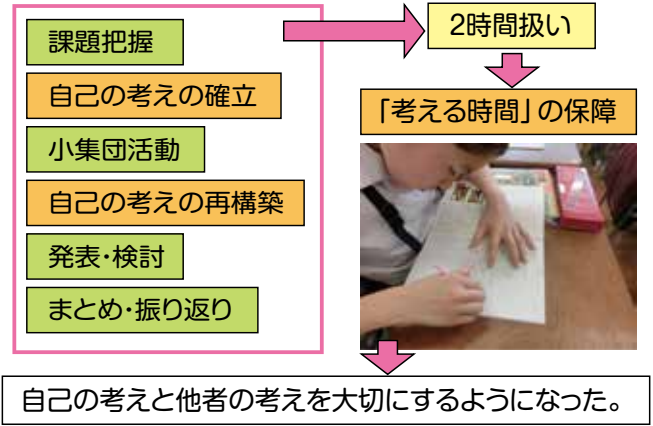 課題把握
自己の考えの確立
小集団活動
自己の考えの再構築
発表・検討
まとめ・振り返り
2時間扱い
「考える時間」の保障
自己の考えと他者の考えを大切にするようになった。